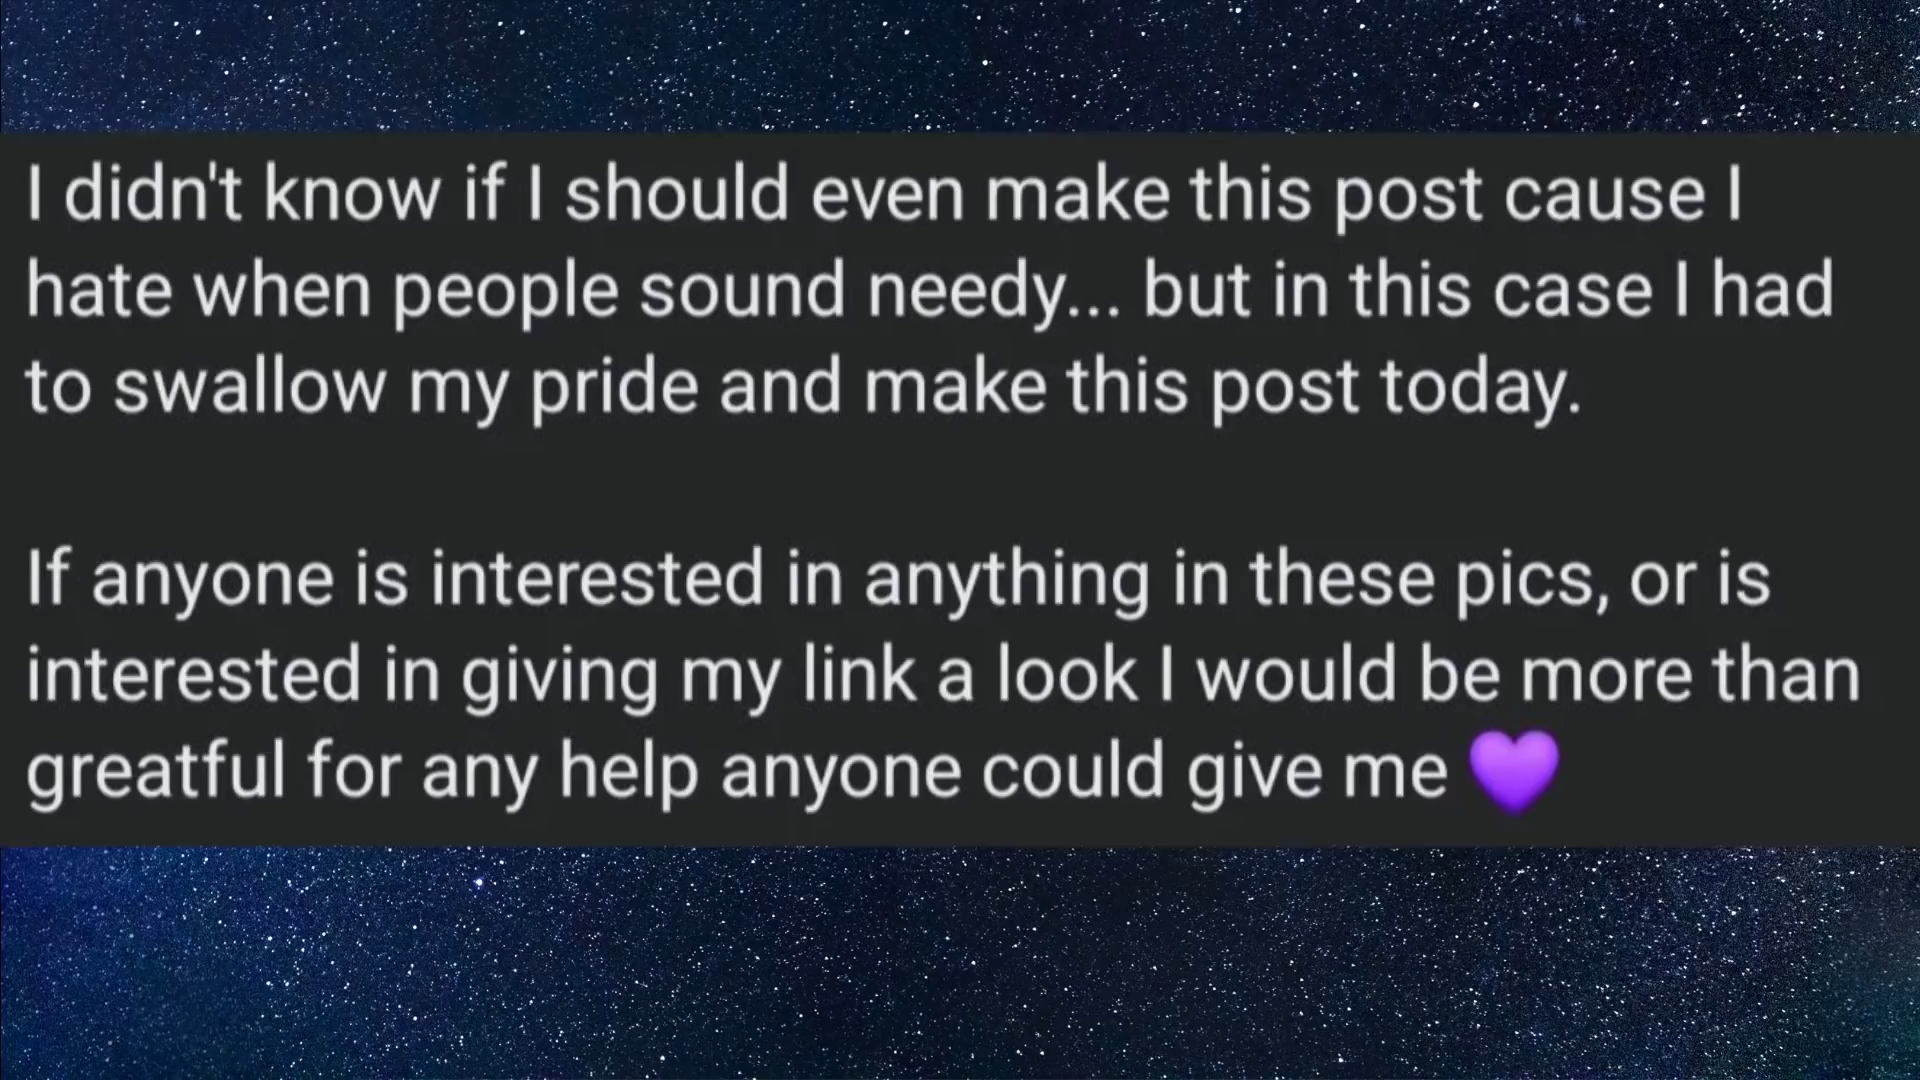 I didn't know if I should even make this post cause I
hate when people sound needy... but in this case I had
to swallow my pride and make this post today.
If anyone is interested in anything in these pics, or is
interested in giving my link a look I would be more than
greatful for any help anyone could give me 💜